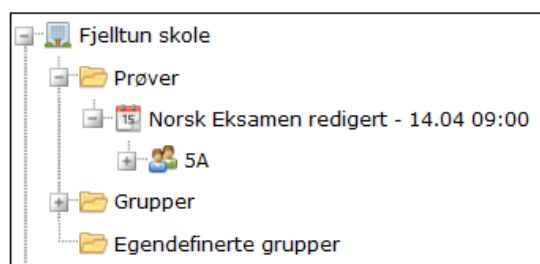 Fjelltun skole
Prøver
Norsk Eksamen redigert - 14.04 09:00
5A
Grupper
Egendefinerte grupper